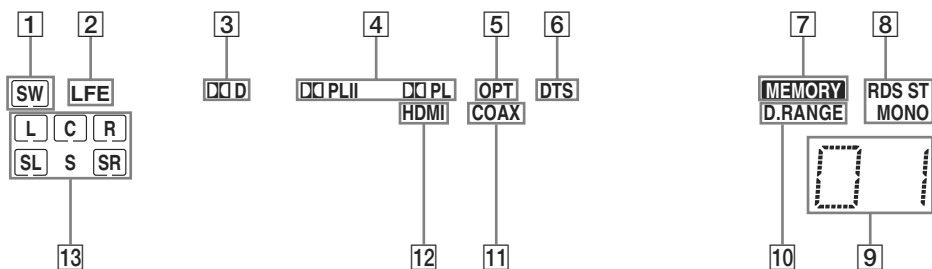 1 2 3 4 5 6 7 8
SW LFE DD D DD PLII DD PL OPT DTS MEMORY RDS ST
HDMI COAX D.RANGE MONO
L C R
SL S SR
01
13 12 11 10 9